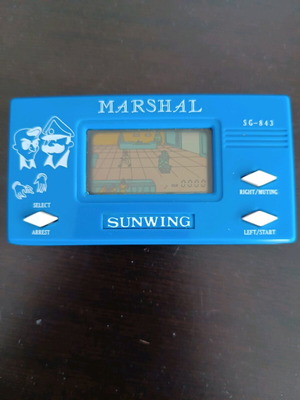 MARSHAL
SG-843
SELECT
ARREST
RIGHT/MUTING
SUNWING
LEFT/START